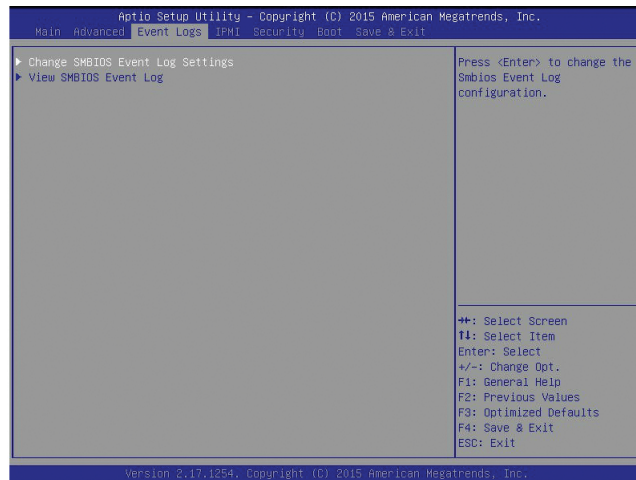 Aptio Setup Utility – Copyright (C) 2015 American Megatrends, Inc.
Main Advanced Event Logs IPMI Security Boot Save & Exit
▶ Change SMBIOS Event Log Settings
▶ View SMBIOS Event Log
Press <Enter> to change the
Smbios Event Log
configuration.
→←: Select Screen
↑↓: Select Item
Enter: Select
+/-: Change Opt.
F1: General Help
F2: Previous Values
F3: Optimized Defaults
F4: Save & Exit
ESC: Exit
Version 2.17.1254. Copyright (C) 2015 American Megatrends, Inc.